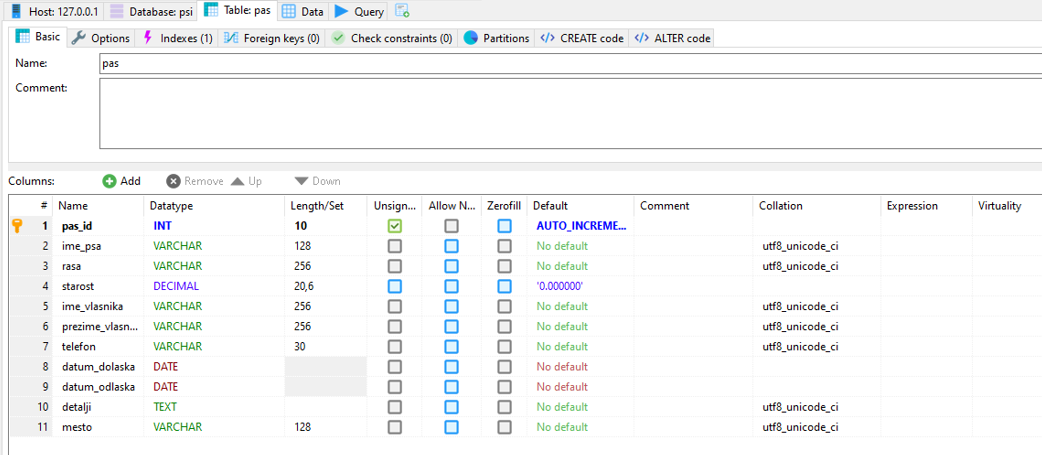 Host: 127.0.0.1 Database: psi Table: pas Data Query
Basic Options Indexes (1) Foreign keys (0) Check constraints (0) Partitions CREATE code ALTER code
Name: pas
Comment:
Columns: Add Remove Up Down
# Name Datatype Length/Set Unsign... Allow N... Zerofill Default Comment Collation Expression Virtuality
1 pas_id INT 10 AUTO_INCREME...
2 ime_psa VARCHAR 128 No default utf8_unicode_ci
3 rasa VARCHAR 256 No default utf8_unicode_ci
4 starost DECIMAL 20,6 '0.000000'
5 ime_vlasnika VARCHAR 256 No default utf8_unicode_ci
6 prezime_vlasn... VARCHAR 256 No default utf8_unicode_ci
7 telefon VARCHAR 30 No default utf8_unicode_ci
8 datum_dolaska DATE No default
9 datum_odlaska DATE No default
10 detalji TEXT No default utf8_unicode_ci
11 mesto VARCHAR 128 No default utf8_unicode_ci